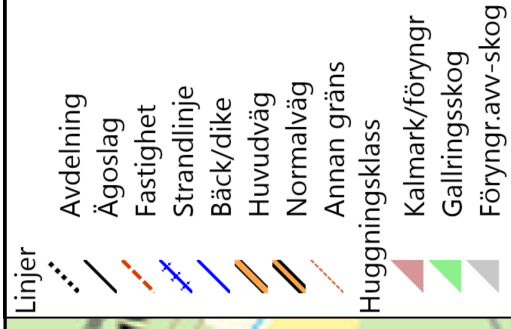 Linjer
Avdelning
Ägoslag
Fastighet
Strandlinje
Bäck/dike
Huvudväg
Normalväg
Annan gräns
Huggningsklass
Kalmark/föryngr
Gallringsskog
Föryngr.avv-skog